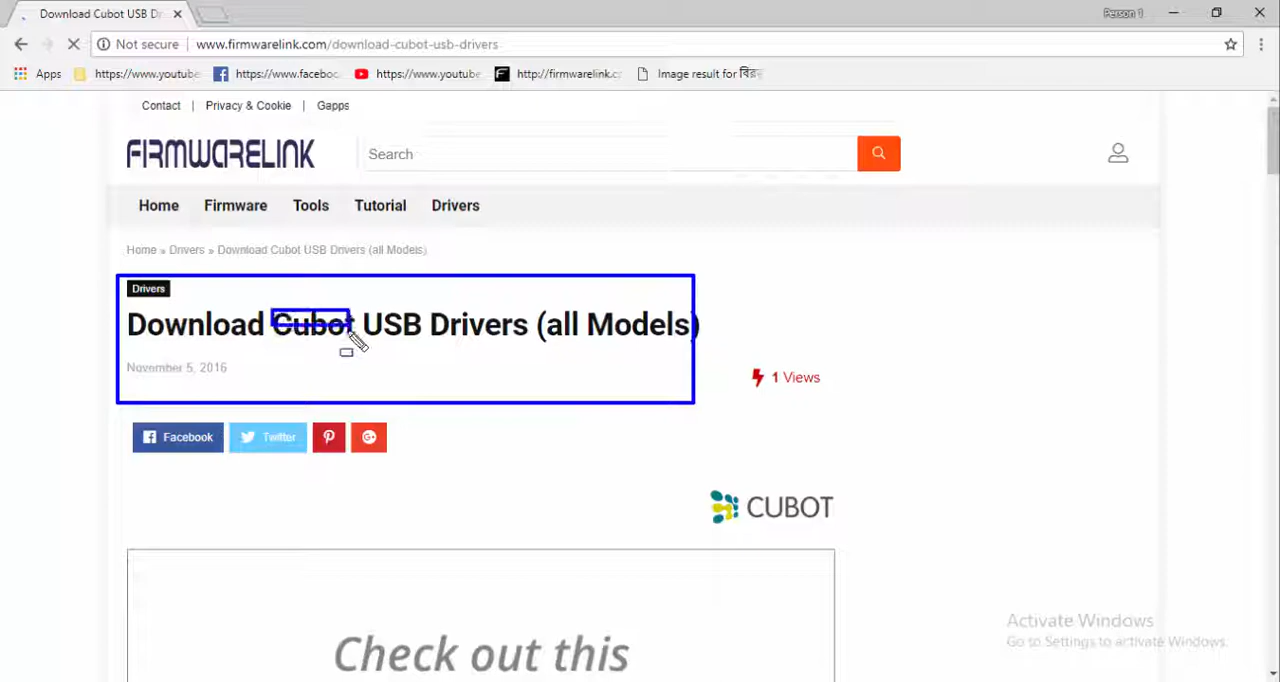 Download Cubot USB Dr
Person 1
Not secure www.firmwarelink.com/download-cubot-usb-drivers
Apps https://www.youtube https://www.faceboc https://www.youtube http://firmwarelink.c Image result for
Contact | Privacy & Cookie | Gapps
FIRMWARELINK
Search
Home Firmware Tools Tutorial Drivers
Home » Drivers » Download Cubot USB Drivers (all Models)
Drivers
Download Cubot USB Drivers (all Models)
November 5, 2016
1 Views
Facebook Twitter
CUBOT
Check out this
Activate Windows
Go to Settings to activate Windows.